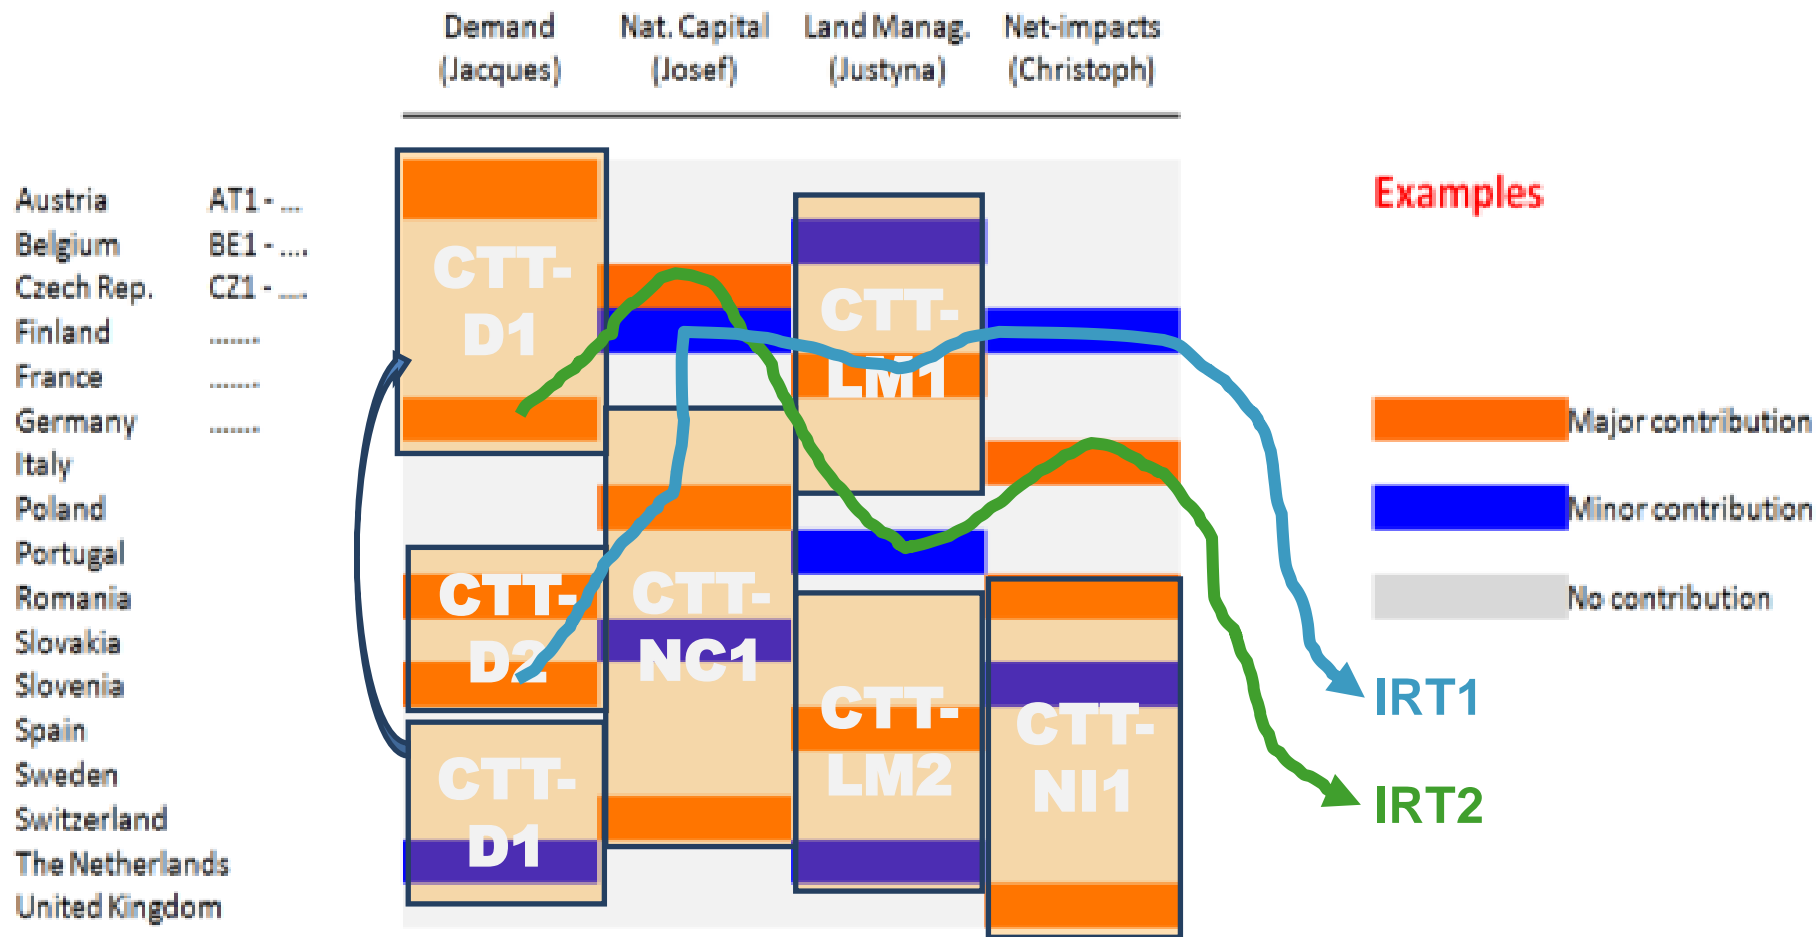 Demand Nat. Capital Land Manag. Net-impacts
(Jacques) (Josef) (Justyna) (Christoph)
Examples
Austria AT1 - ...
Belgium BE1 - ....
Czech Rep. CZ1 - ....
Finland .......
France .......
Germany .......
Italy
Poland
Portugal
Romania
Slovakia
Slovenia
Spain
Sweden
Switzerland
The Netherlands
United Kingdom
CTT-
D1
CTT-
D2
CTT-
D1
CTT-
NC1
CTT-
LM1
CTT-
LM2
CTT-
NI1
Major contribution
Minor contribution
No contribution
IRT1
IRT2